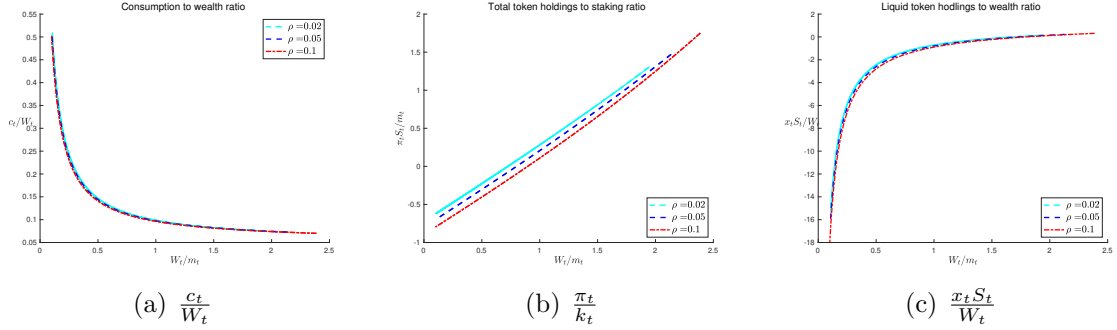 Consumption to wealth ratio
0.55
0.5
0.45
0.4
0.35
0.3
0.25
0.2
0.15
0.1
0.05
c_t/W_t
ρ=0.02
ρ=0.05
ρ=0.1
0 0.5 1 1.5 2 2.5
W_t/m_t
(a) c_t/W_t
Total token holdings to staking ratio
2
1.5
1
0.5
0
-0.5
-1
π_tS_t/m_t
ρ=0.02
ρ=0.05
ρ=0.1
0 0.5 1 1.5 2 2.5
W_t/m_t
(b) π_t/k_t
Liquid token hodlings to wealth ratio
2
0
-2
-4
-6
-8
-10
-12
-14
-16
-18
x_tS_t/W
ρ=0.02
ρ=0.05
ρ=0.1
0 0.5 1 1.5 2 2.5
W_t/m_t
(c) x_tS_t/W_t